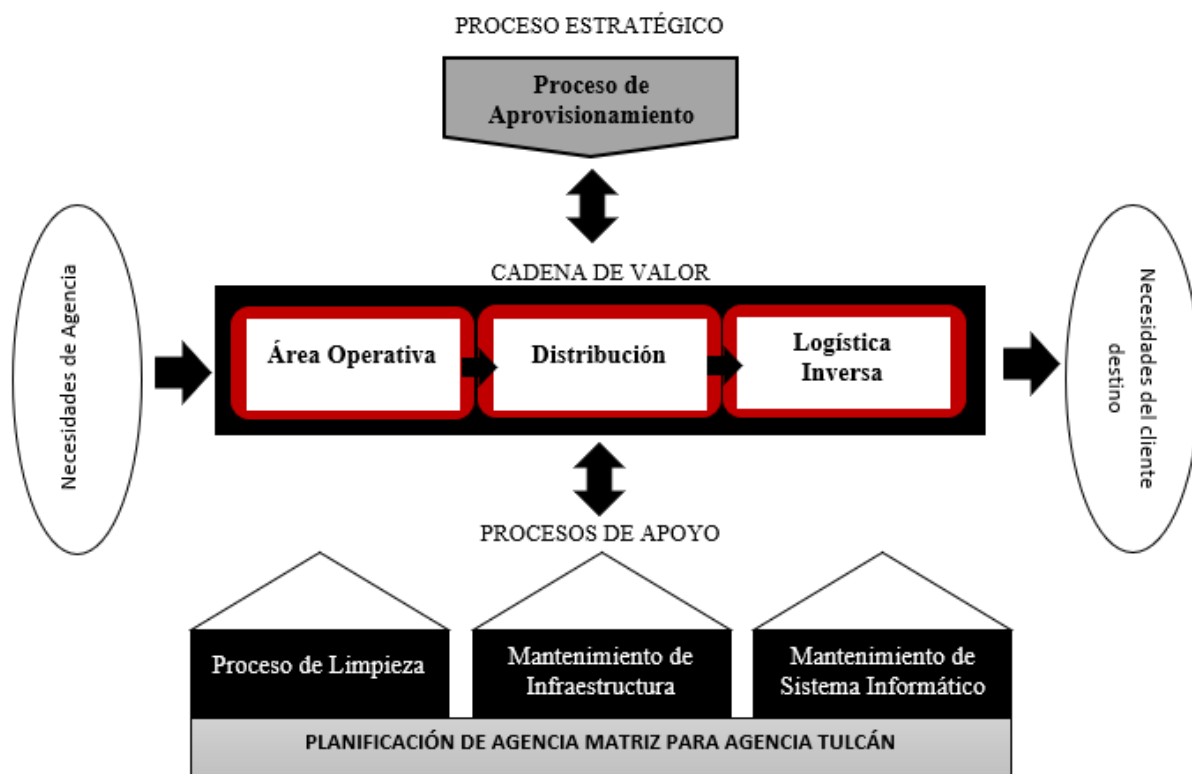 PROCESO ESTRATÉGICO
Proceso de
Aprovisionamiento
Necesidades de Agencia
CADENA DE VALOR
Área Operativa
Distribución
Logística
Inversa
Necesidades del cliente
destino
PROCESOS DE APOYO
Proceso de Limpieza
Mantenimiento de
Infraestructura
Mantenimiento de
Sistema Informático
PLANIFICACIÓN DE AGENCIA MATRIZ PARA AGENCIA TULCÁN